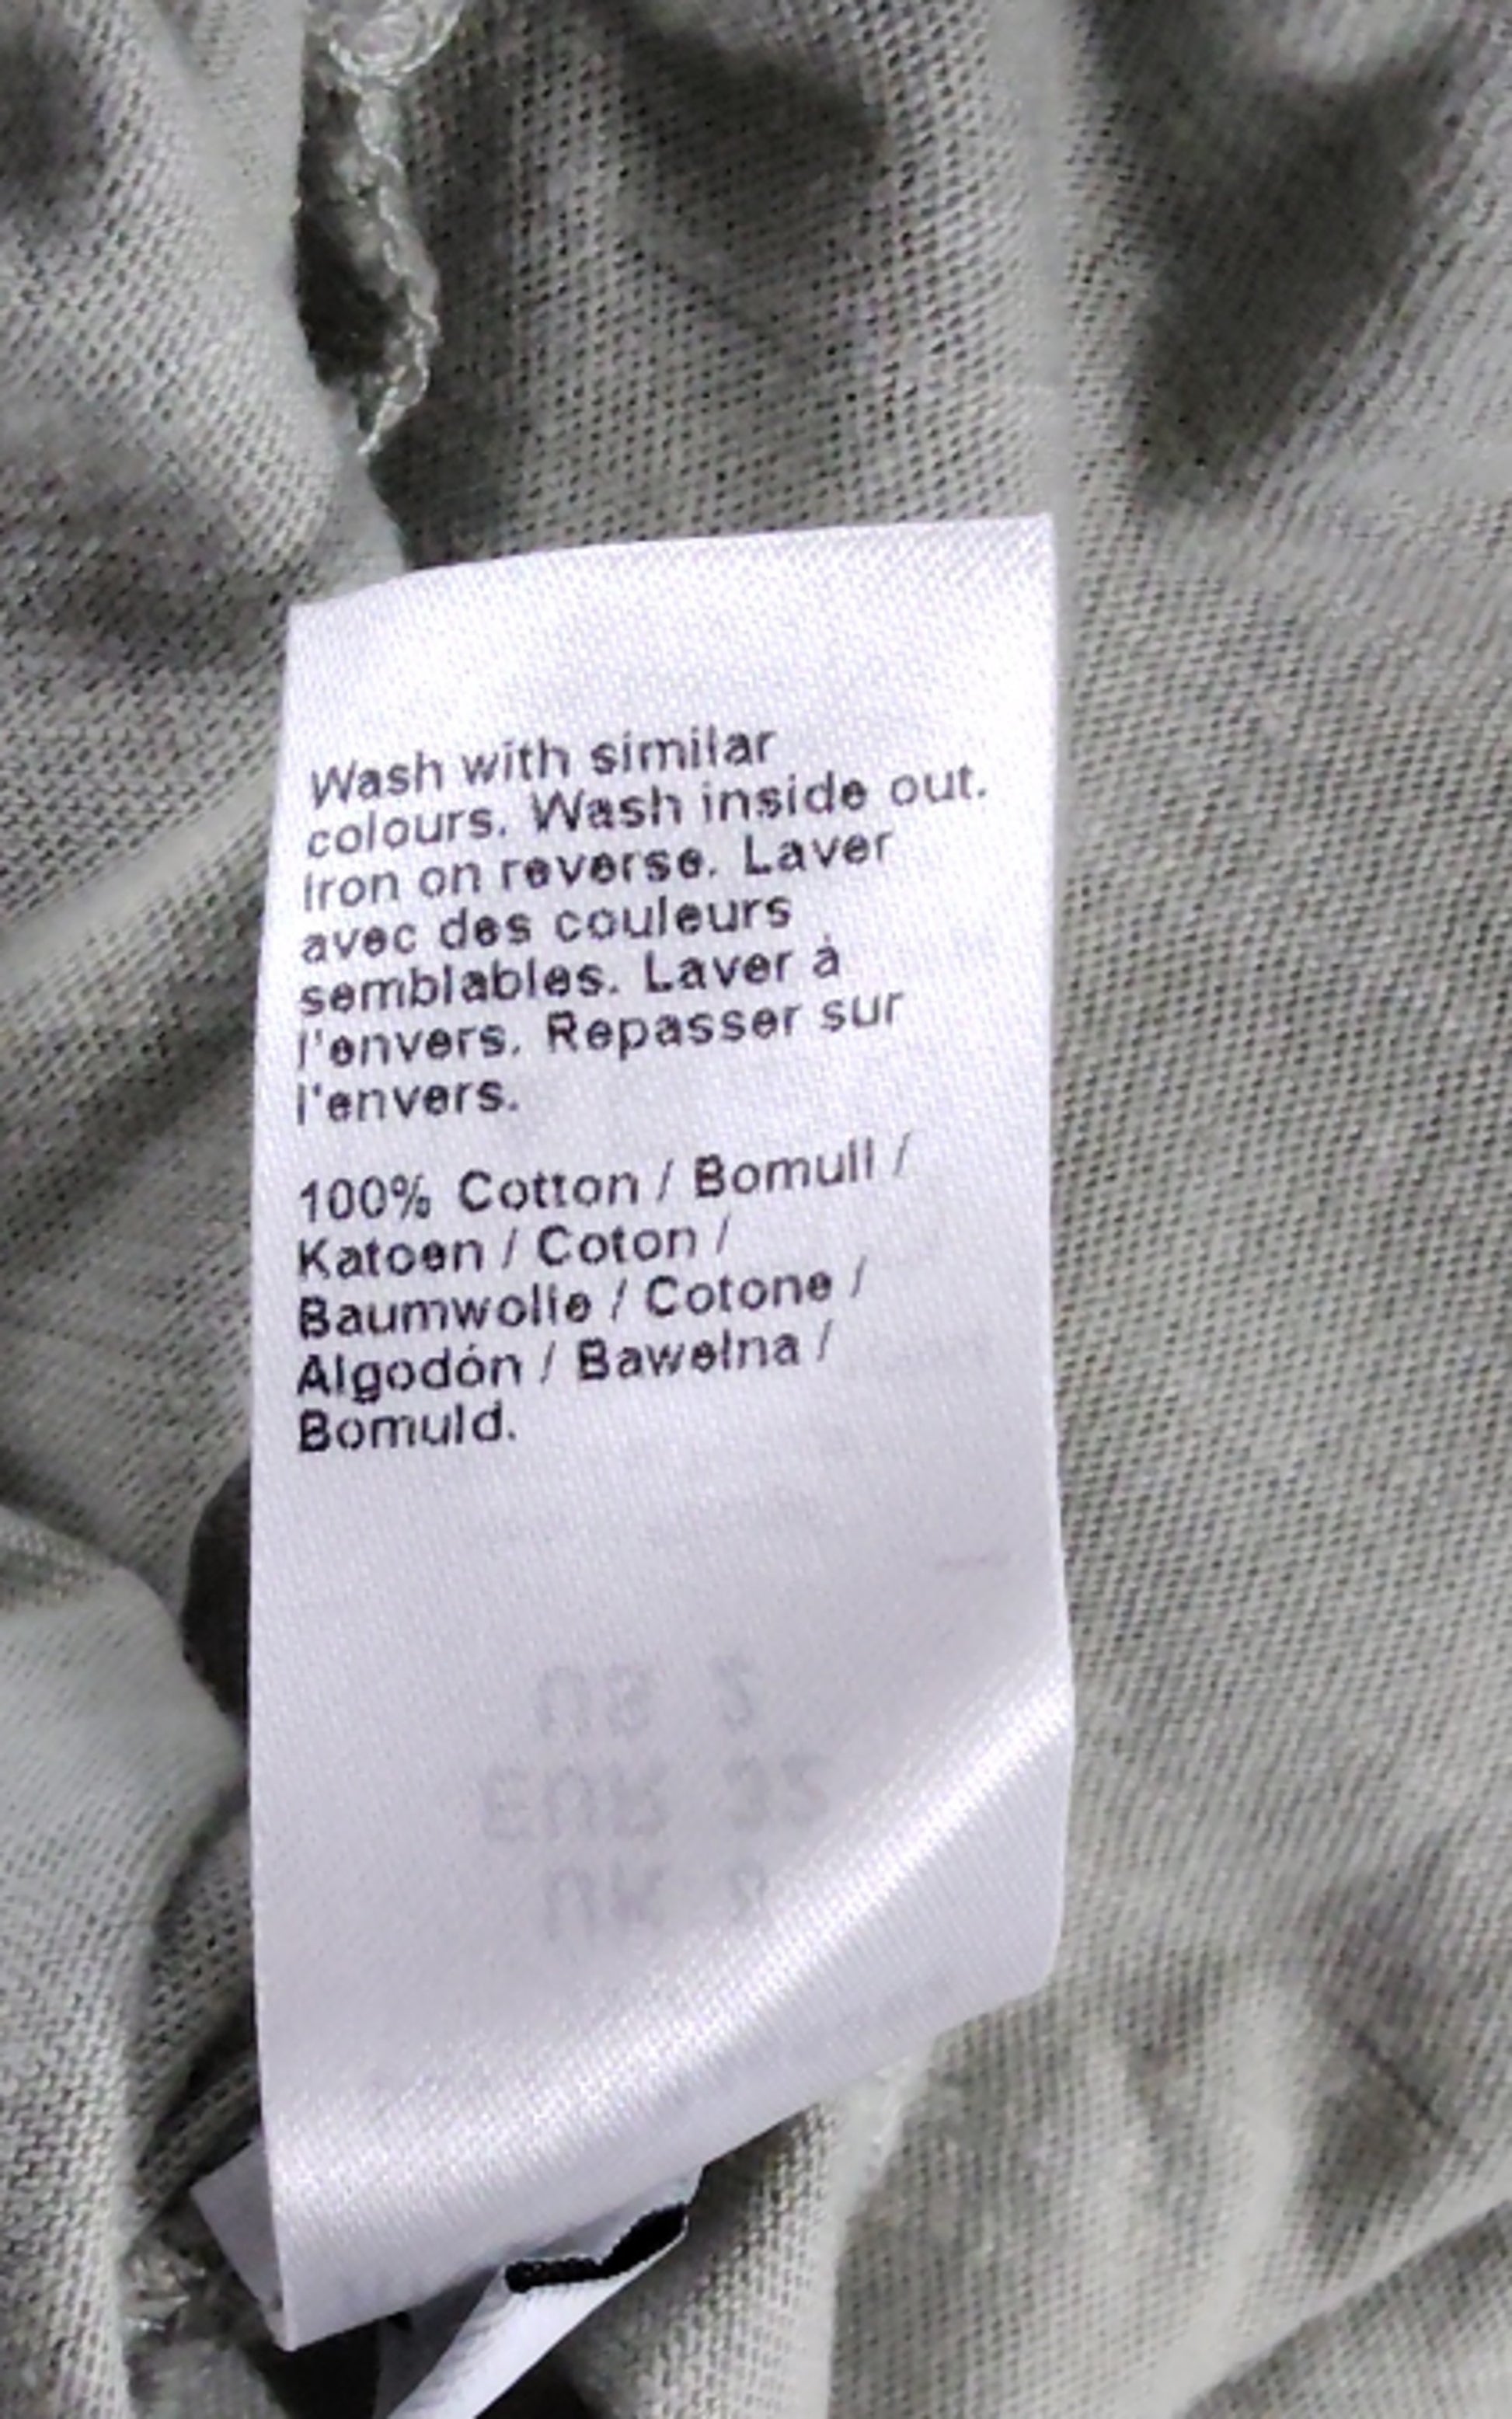 Wash with similar
colours. Wash inside out.
Iron on reverse. Laver
avec des couleurs
semblables. Laver à
l'envers. Repasser sur
l'envers.
100% Cotton / Bomull /
Katoen / Coton /
Baumwolle / Cotone /
Algodón / Bawełna /
Bomuld.